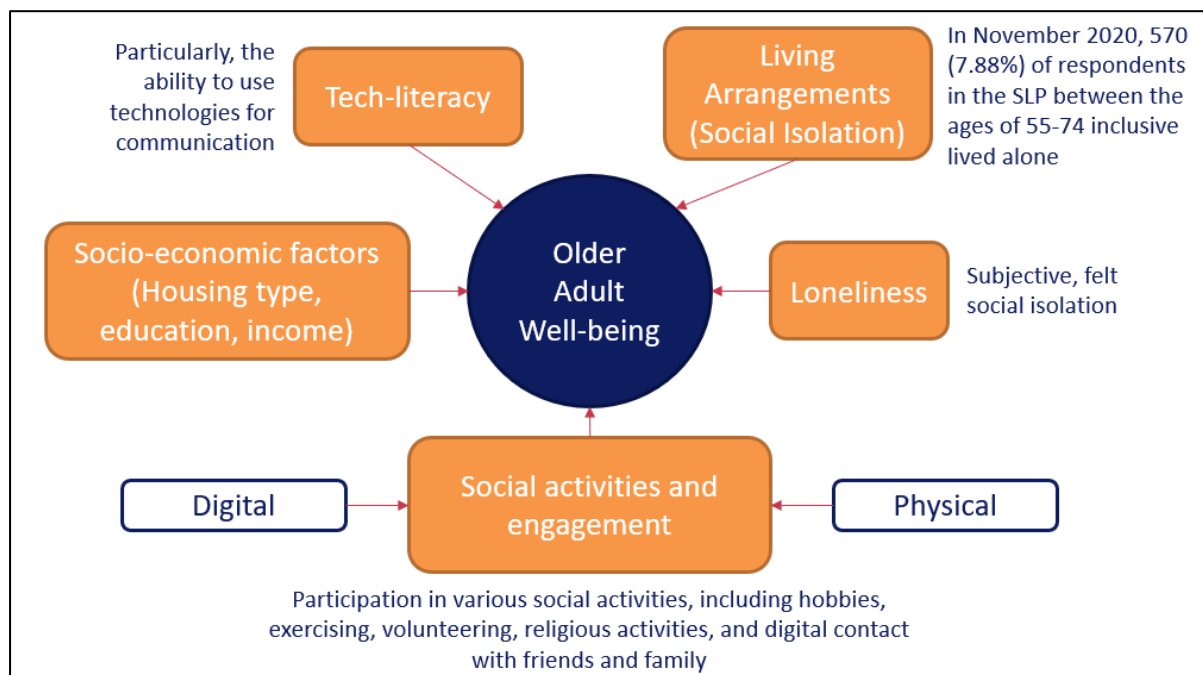 Particularly, the
ability to use
technologies for
communication
Tech-literacy
Living
Arrangements
(Social Isolation)
In November 2020, 570
(7.88%) of respondents
in the SLP between the
ages of 55-74 inclusive
lived alone
Socio-economic factors
(Housing type,
education, income)
Older
Adult
Well-being
Loneliness
Subjective, felt
social isolation
Digital
Social activities and
engagement
Physical
Participation in various social activities, including hobbies,
exercising, volunteering, religious activities, and digital contact
with friends and family